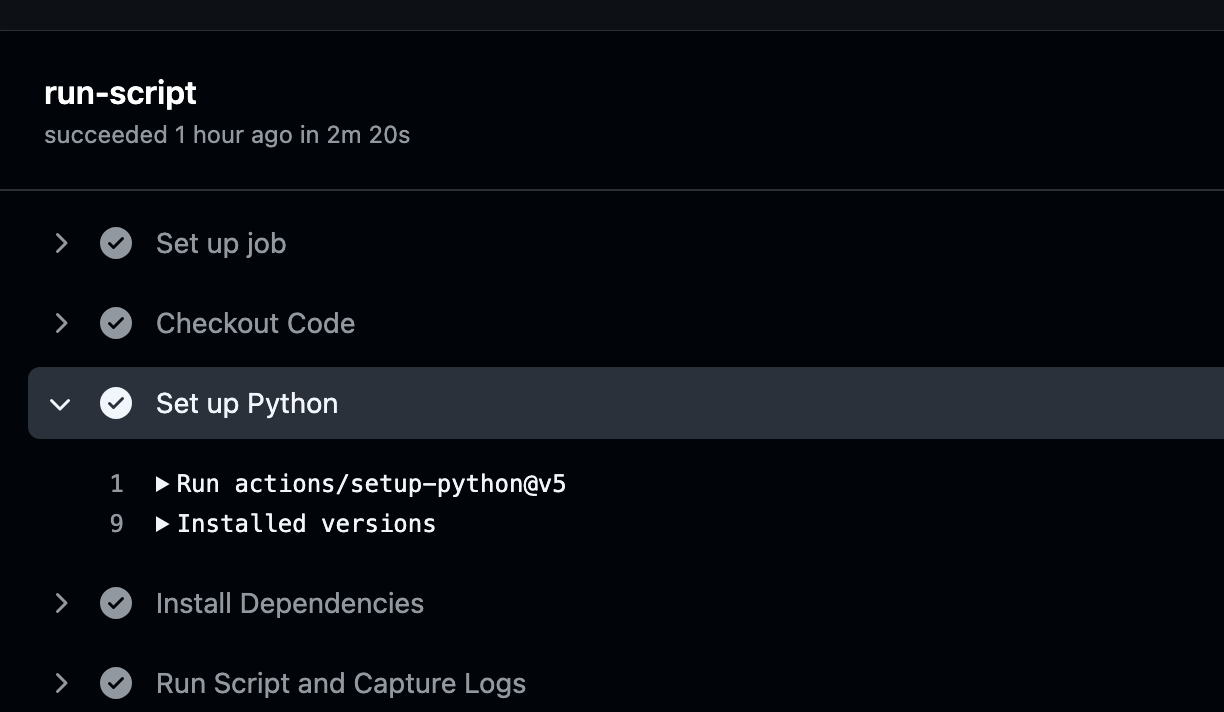 run-script
succeeded 1 hour ago in 2m 20s
Set up job
Checkout Code
Set up Python
1 ▶Run actions/setup-python@v5
9 ▶Installed versions
Install Dependencies
Run Script and Capture Logs